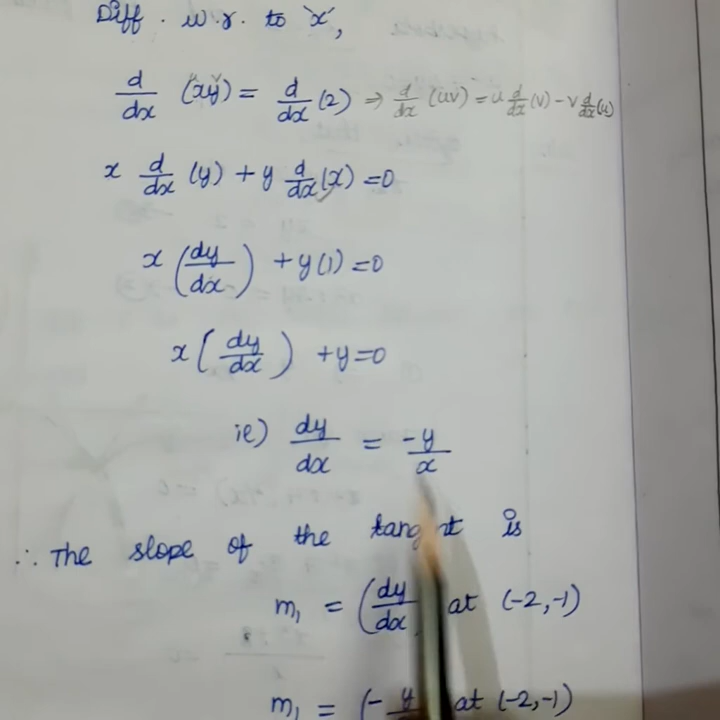 Diff. w.r. to 'x',
d/dx (xy) = d/dx (2) ⇒ d/dx (uv) = u d/dx (v) - v d/dx (u)
x d/dx (y) + y d/dx (x) = 0
x (dy/dx) + y(1) = 0
x (dy/dx) + y = 0
ie) dy/dx = -y/x
∴ The slope of the tangent is
m₁ = (dy/dx at (-2,-1)
m₁ = (- y at (-2,-1)